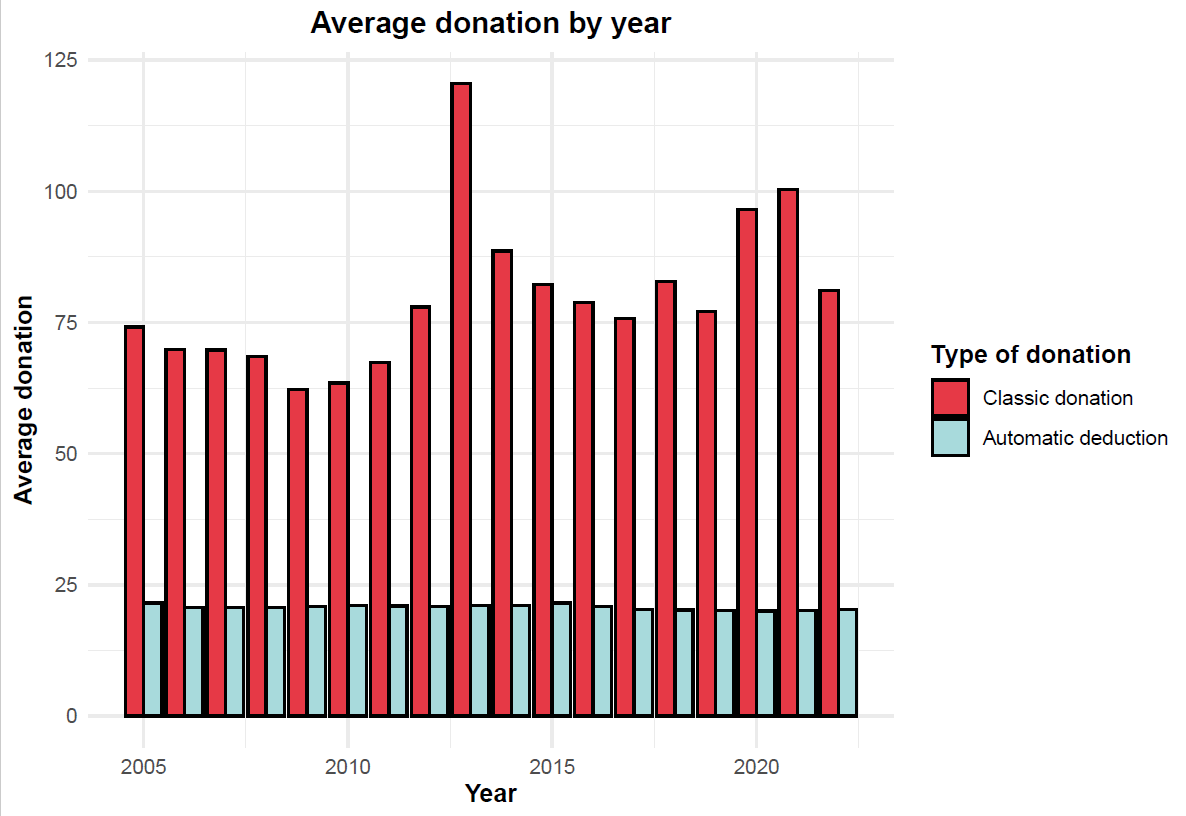 Average donation by year
125
100
75
50
25
0
Average donation
2005 2010 2015 2020
Year
Type of donation
Classic donation
Automatic deduction